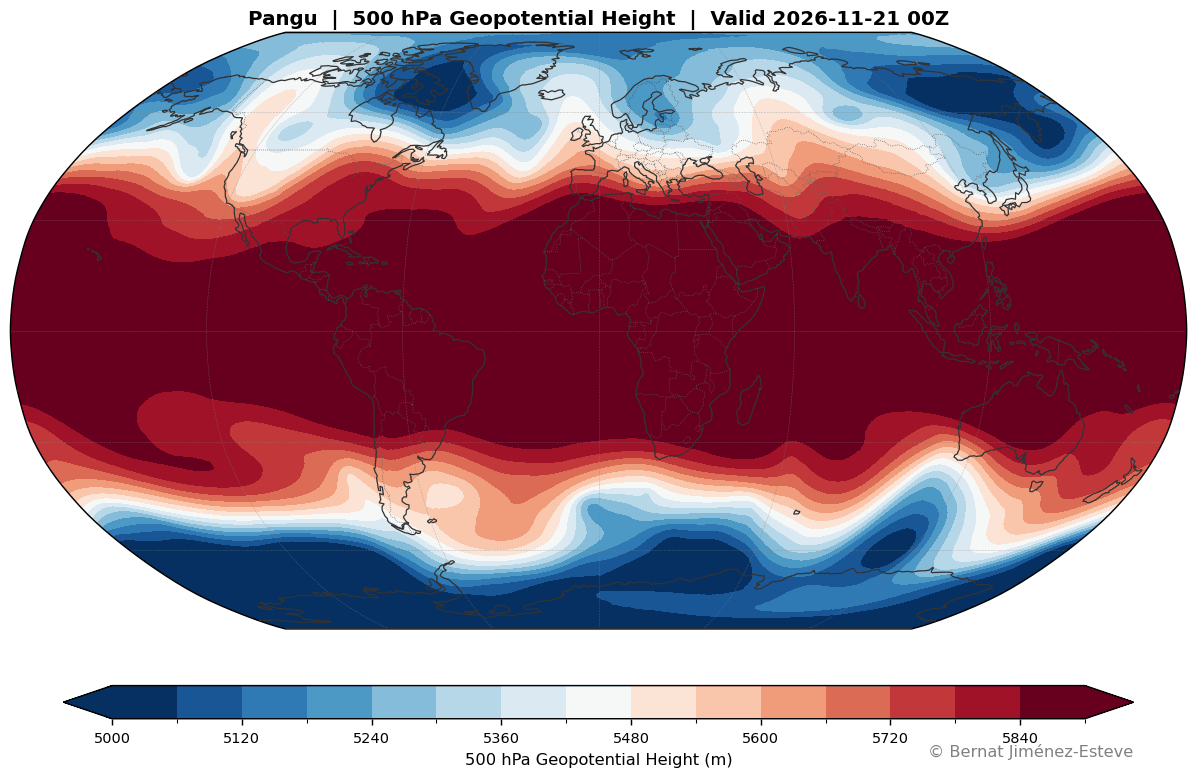 Pangu | 500 hPa Geopotential Height | Valid 2026-11-21 00Z
5000 5120 5240 5360 5480 5600 5720 5840
500 hPa Geopotential Height (m)
© Bernat Jiménez-Esteve